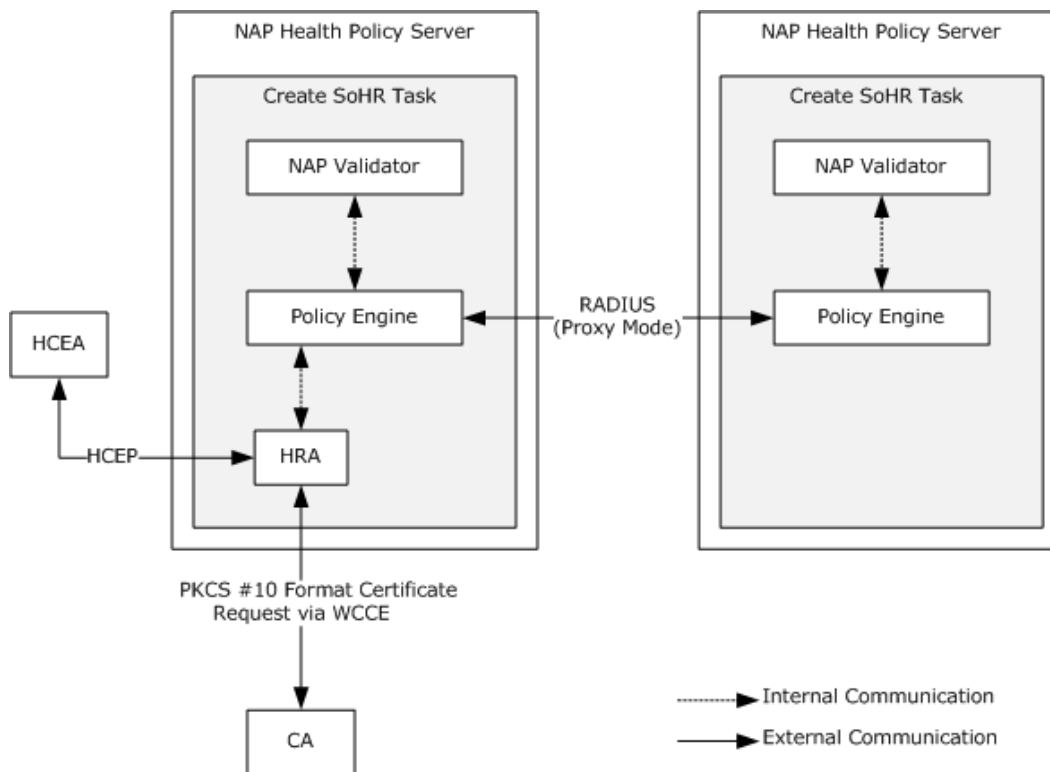 NAP Health Policy Server
Create SoHR Task
NAP Validator
Policy Engine
HRA
HCEA
HCEP
RADIUS
(Proxy Mode)
NAP Health Policy Server
Create SoHR Task
NAP Validator
Policy Engine
PKCS #10 Format Certificate
Request via WCCE
CA
Internal Communication
External Communication